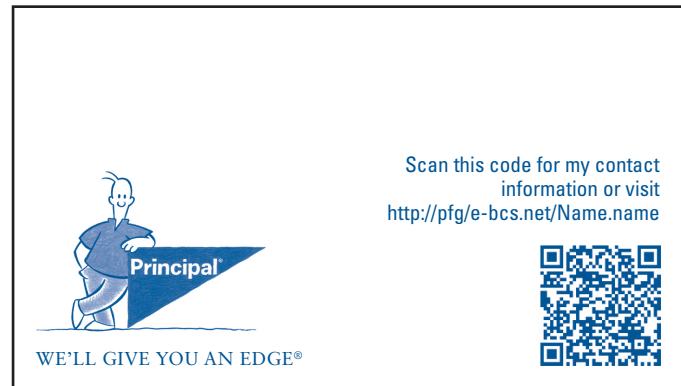 Scan this code for my contact
information or visit
http://pfg/e-bcs.net/Name.name
Principal®
WE'LL GIVE YOU AN EDGE®